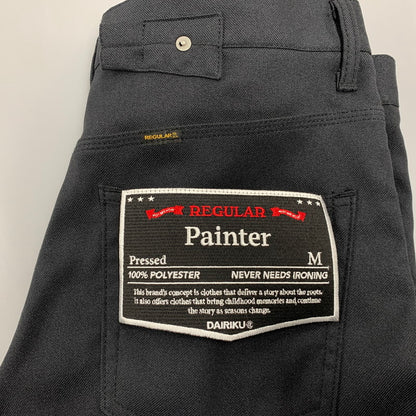 REGULAR
REGULAR
Painter
Pressed M
100% POLYESTER NEVER NEEDS IRONING
This brand's concept is clothes that deliver a story about the roots.
it also offers clothes that bring childhood memories and continue
the story as seasons change.
DAIRIKU®